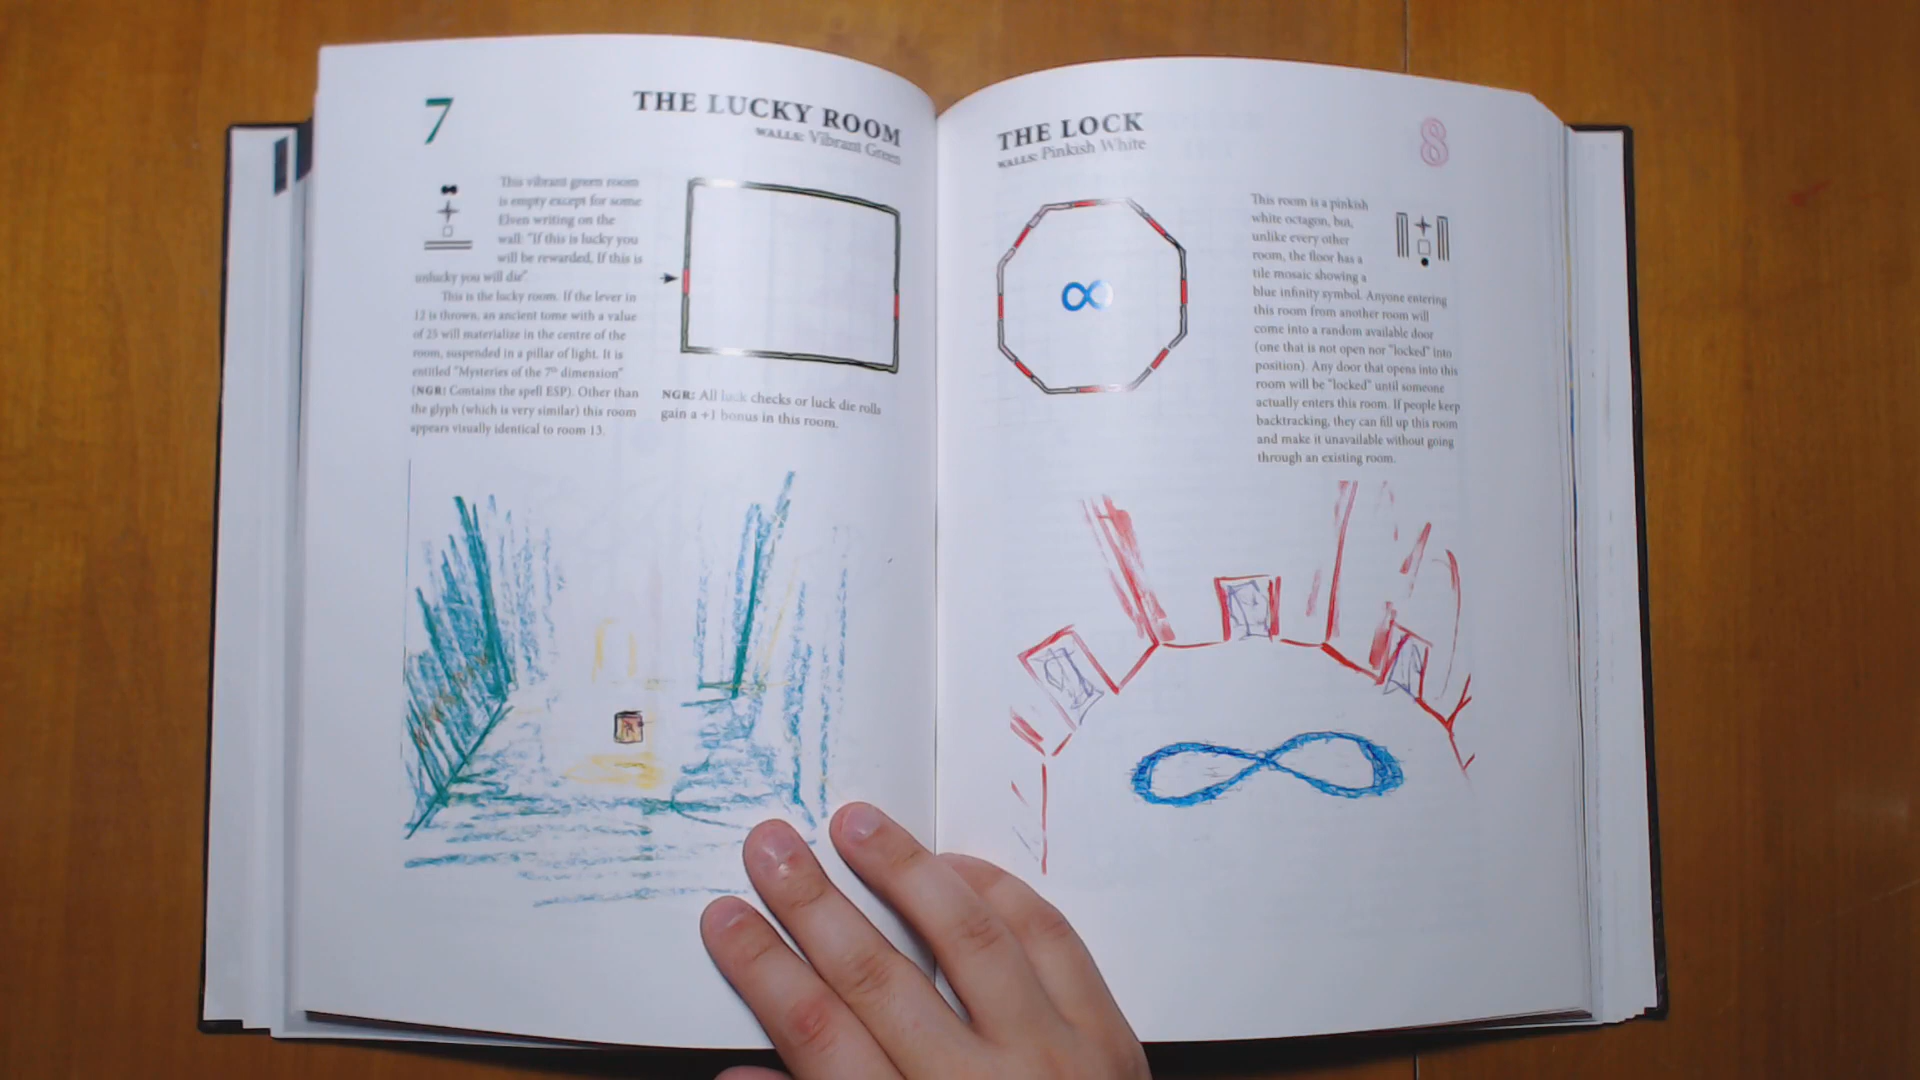 7
THE LUCKY ROOM
WALLS: Vibrant Green
This vibrant green room
is empty except for some
Elven writing on the
wall: "If this is lucky you
will be rewarded, If this is
unlucky you will die".
This is the lucky room. If the lever in
12 is thrown, an ancient tome with a value
of 25 will materialize in the centre of the
room, suspended in a pillar of light. It is
entitled "Mysteries of the 7th dimension"
(NGR: Contains the spell ESP). Other than
the glyph (which is very similar) this room
appears visually identical to room 13.
NGR: All luck checks or luck die rolls
gain a +1 bonus in this room.
THE LOCK
WALLS: Pinkish White
8
This room is a pinkish
white octagon, but,
unlike every other
room, the floor has a
tile mosaic showing a
blue infinity symbol. Anyone entering
this room from another room will
come into a random available door
(one that is not open nor "locked" into
position). Any door that opens into this
room will be "locked" until someone
actually enters this room. If people keep
backtracking, they can fill up this room
and make it unavailable without going
through an existing room.